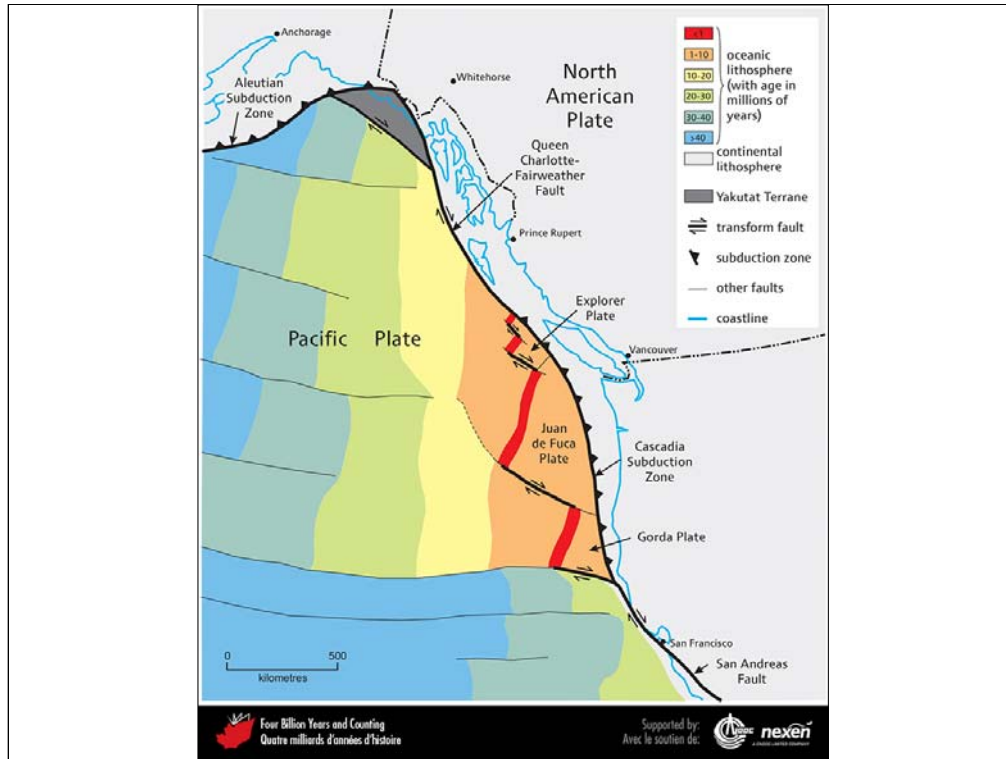 Anchorage
Aleutian
Subduction
Zone
Whitehorse
North
American
Plate
Queen
Charlotte-
Fairweather
Fault
Prince Rupert
Explorer
Plate
Pacific Plate
Vancouver
Juan
de Fuca
Plate
Cascadia
Subduction
Zone
Gorda Plate
San Francisco
San Andreas
Fault
0 500
kilometres
<1
1-10
10-20
20-30
30-40
>40
oceanic
lithosphere
(with age in
millions of
years)
continental
lithosphere
Yakutat Terrane
transform fault
subduction zone
other faults
coastline
Four Billion Years and Counting
Quatre milliards d'années d'histoire
Supported by:
Avec le soutien de:
nexen
A CNOOC LIMITED COMPANY